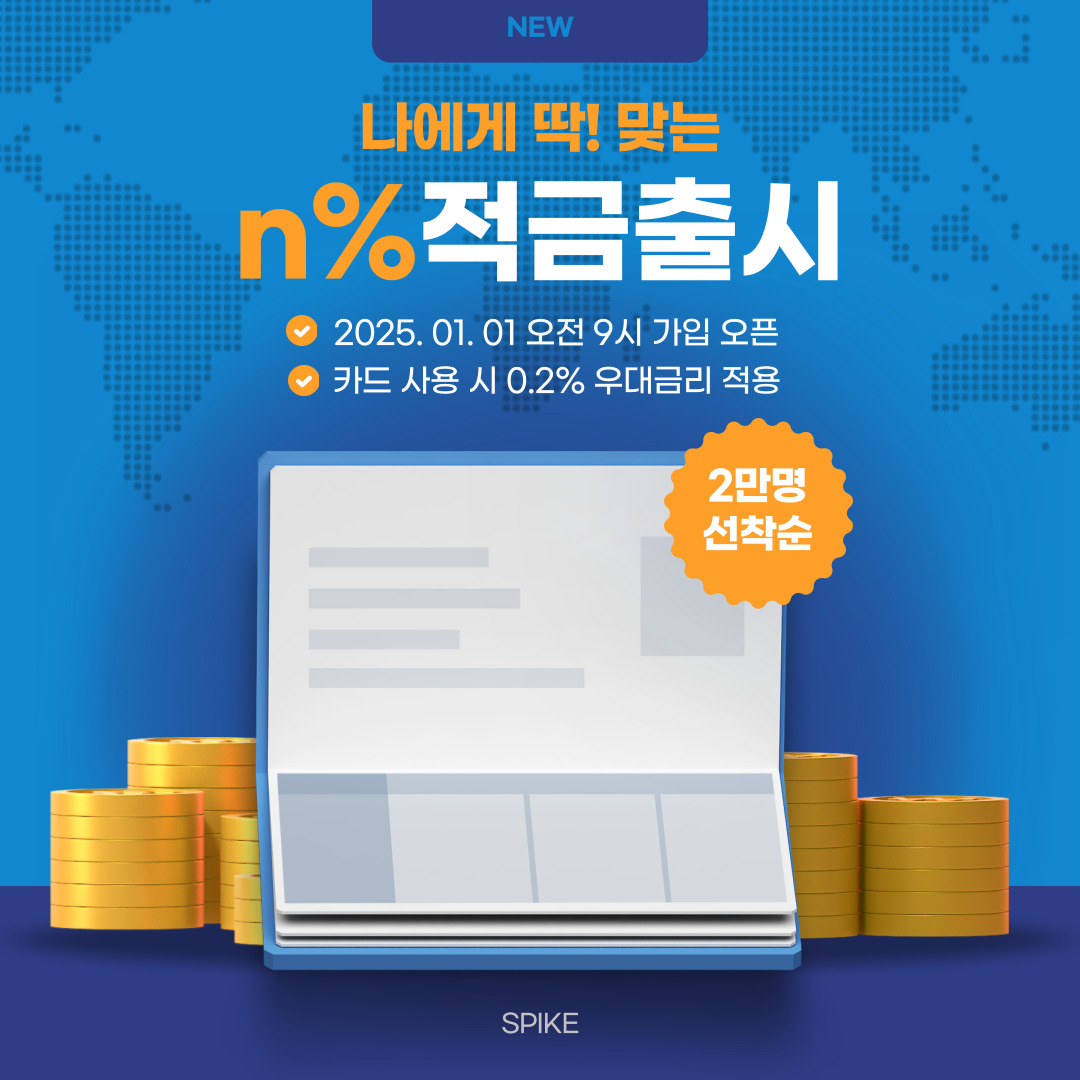 NEW
나에게 딱! 맞는
n%적금출시
2025. 01. 01 오전 9시 가입 오픈
카드 사용 시 0.2% 우대금리 적용
2만명
선착순
SPIKE